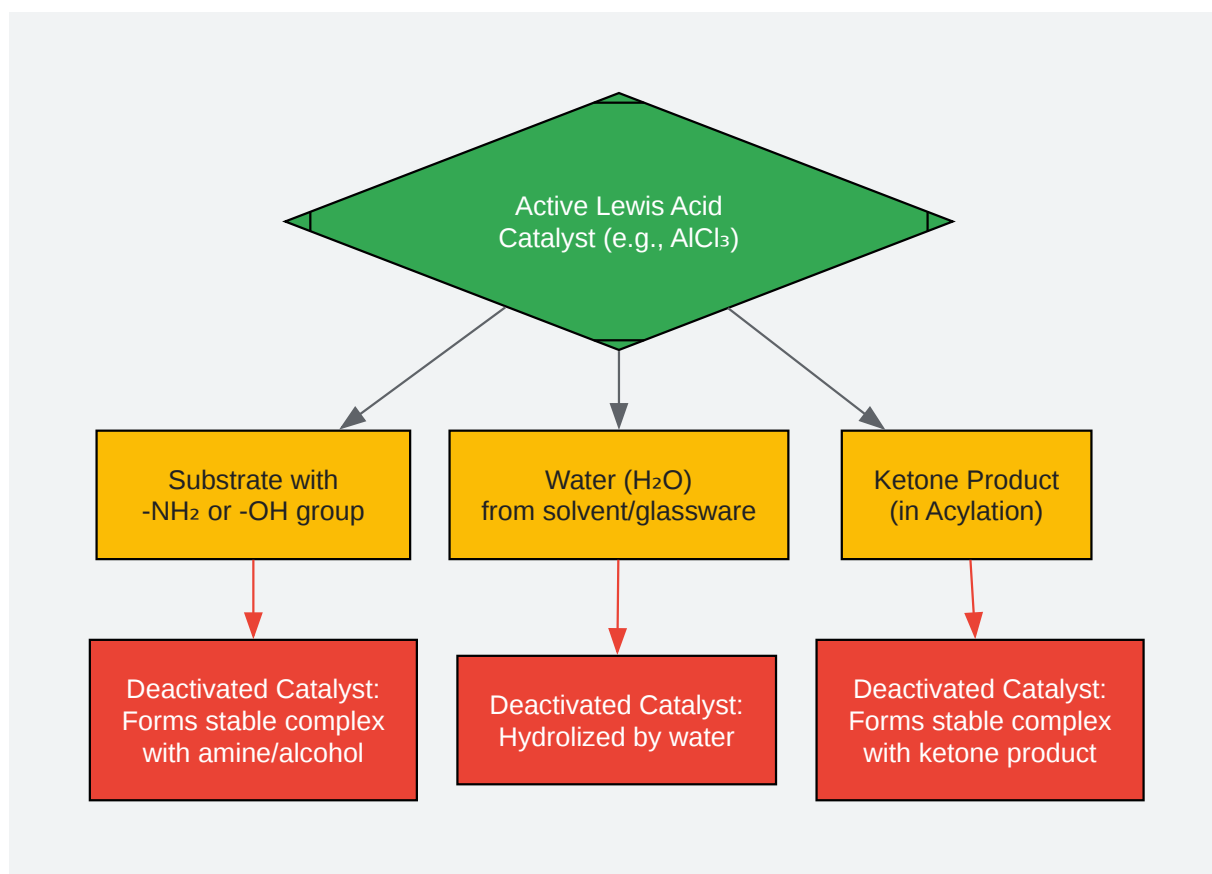 Active Lewis Acid
Catalyst (e.g., AlCl₃)
Substrate with
-NH₂ or -OH group
Water (H₂O)
from solvent/glassware
Ketone Product
(in Acylation)
Deactivated Catalyst:
Forms stable complex
with amine/alcohol
Deactivated Catalyst:
Hydrolized by water
Deactivated Catalyst:
Forms stable complex
with ketone product